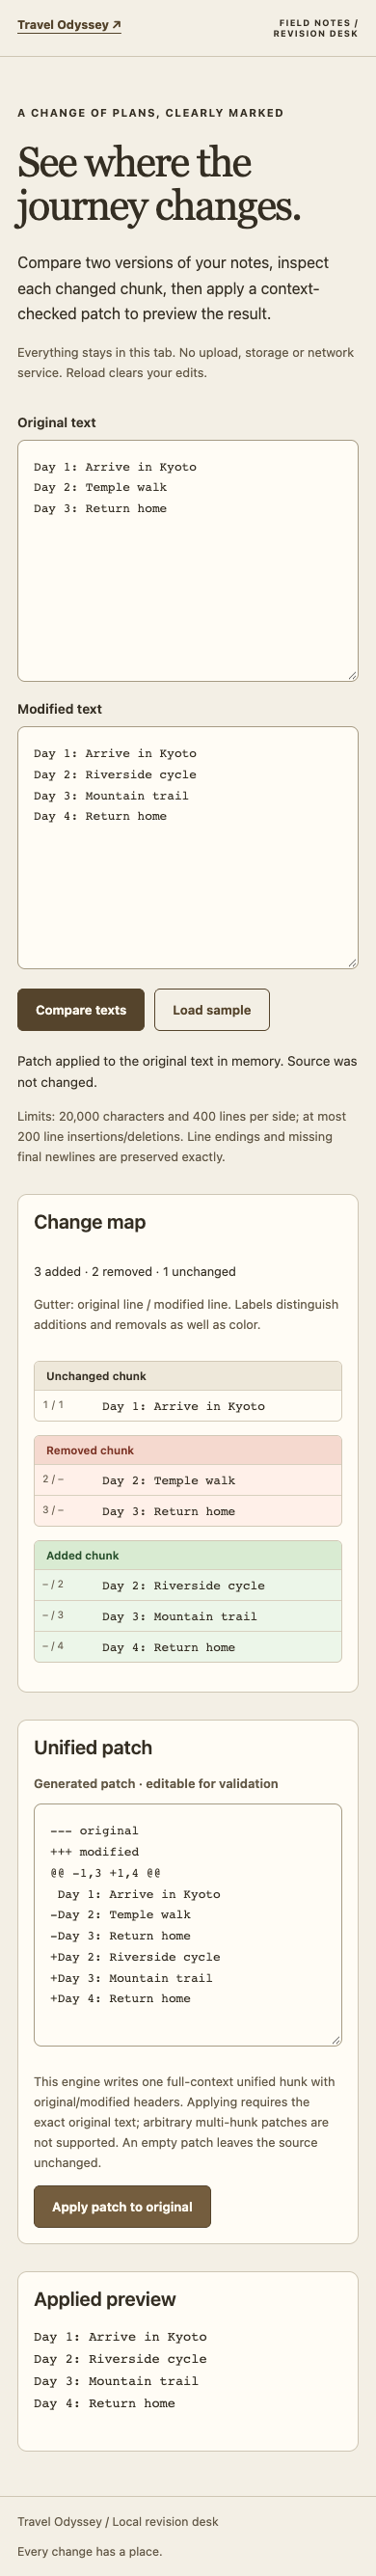 Travel Odyssey ↗
FIELD NOTES /
REVISION DESK
A CHANGE OF PLANS, CLEARLY MARKED
See where the
journey changes.
Compare two versions of your notes, inspect
each changed chunk, then apply a context-
checked patch to preview the result.
Everything stays in this tab. No upload, storage or network
service. Reload clears your edits.
Original text
Day 1: Arrive in Kyoto
Day 2: Temple walk
Day 3: Return home
Modified text
Day 1: Arrive in Kyoto
Day 2: Riverside cycle
Day 3: Mountain trail
Day 4: Return home
Compare texts
Load sample
Patch applied to the original text in memory. Source was
not changed.
Limits: 20,000 characters and 400 lines per side; at most
200 line insertions/deletions. Line endings and missing
final newlines are preserved exactly.
Change map
3 added · 2 removed · 1 unchanged
Gutter: original line / modified line. Labels distinguish
additions and removals as well as color.
Unchanged chunk
1 / 1 Day 1: Arrive in Kyoto
Removed chunk
2 / – Day 2: Temple walk
3 / – Day 3: Return home
Added chunk
– / 2 Day 2: Riverside cycle
– / 3 Day 3: Mountain trail
– / 4 Day 4: Return home
Unified patch
Generated patch · editable for validation
--- original
+++ modified
@@ -1,3 +1,4 @@
 Day 1: Arrive in Kyoto
-Day 2: Temple walk
-Day 3: Return home
+Day 2: Riverside cycle
+Day 3: Mountain trail
+Day 4: Return home
This engine writes one full-context unified hunk with
original/modified headers. Applying requires the
exact original text; arbitrary multi-hunk patches are
not supported. An empty patch leaves the source
unchanged.
Apply patch to original
Applied preview
Day 1: Arrive in Kyoto
Day 2: Riverside cycle
Day 3: Mountain trail
Day 4: Return home
Travel Odyssey / Local revision desk
Every change has a place.